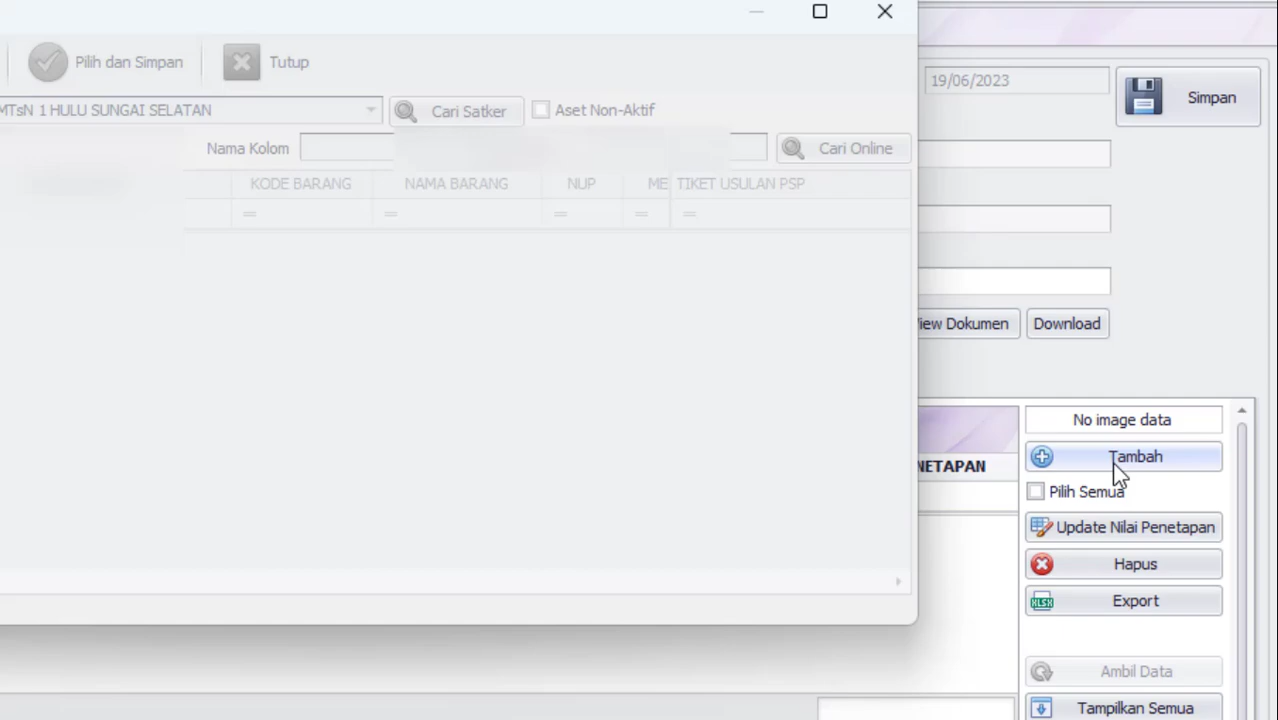 Pilih dan Simpan
Tutup
19/06/2023
Simpan
MTsN 1 HULU SUNGAI SELATAN
Cari Satker
Aset Non-Aktif
Nama Kolom
Cari Online
KODE BARANG
NAMA BARANG
NUP
ME
TIKET USULAN PSP
=
=
=
=
=
iew Dokumen
Download
No image data
NETAPAN
Tambah
Pilih Semua
Update Nilai Penetapan
Hapus
XLSX
Export
Ambil Data
Tampilkan Semua